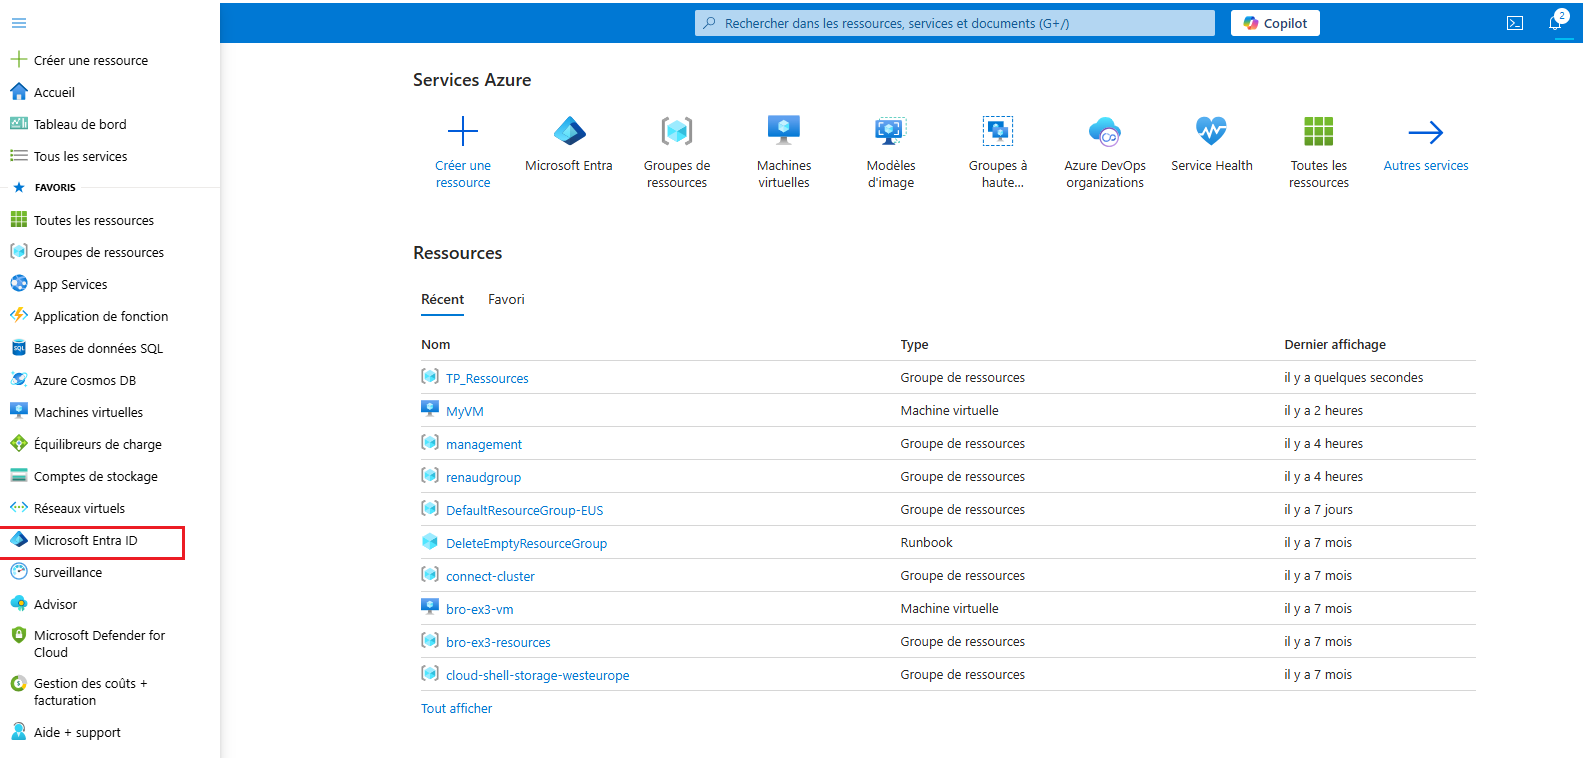 Rechercher dans les ressources, services et documents (G+/)
Copilot
2
Créer une ressource
Accueil
Tableau de bord
Tous les services
FAVORIS
Toutes les ressources
Groupes de ressources
App Services
Application de fonction
Bases de données SQL
Azure Cosmos DB
Machines virtuelles
Équilibreurs de charge
Comptes de stockage
Réseaux virtuels
Microsoft Entra ID
Surveillance
Advisor
Microsoft Defender for
Cloud
Gestion des coûts +
facturation
Aide + support
Services Azure
Créer une
ressource
Microsoft Entra
Groupes de
ressources
Machines
virtuelles
Modèles
d'image
Groupes à
haute...
Azure DevOps
organizations
Service Health
Toutes les
ressources
Autres services
Ressources
Récent Favori
Nom Type Dernier affichage
TP_Ressources Groupe de ressources il y a quelques secondes
MyVM Machine virtuelle il y a 2 heures
management Groupe de ressources il y a 4 heures
renaudgroup Groupe de ressources il y a 4 heures
DefaultResourceGroup-EUS Groupe de ressources il y a 7 jours
DeleteEmptyResourceGroup Runbook il y a 7 mois
connect-cluster Groupe de ressources il y a 7 mois
bro-ex3-vm Machine virtuelle il y a 7 mois
bro-ex3-resources Groupe de ressources il y a 7 mois
cloud-shell-storage-westeurope Groupe de ressources il y a 7 mois
Tout afficher